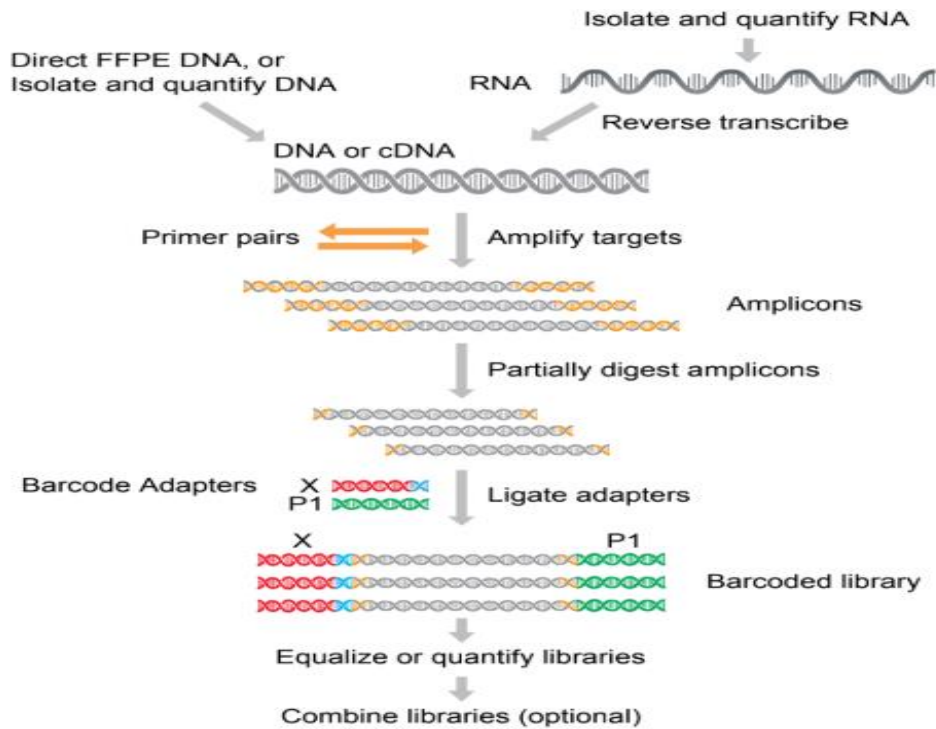 Isolate and quantify RNA
Direct FFPE DNA, or
Isolate and quantify DNA
RNA
Reverse transcribe
DNA or cDNA
Primer pairs
Amplify targets
Amplicons
Partially digest amplicons
Barcode Adapters
X
P1
Ligate adapters
X
P1
Barcoded library
Equalize or quantify libraries
Combine libraries (optional)